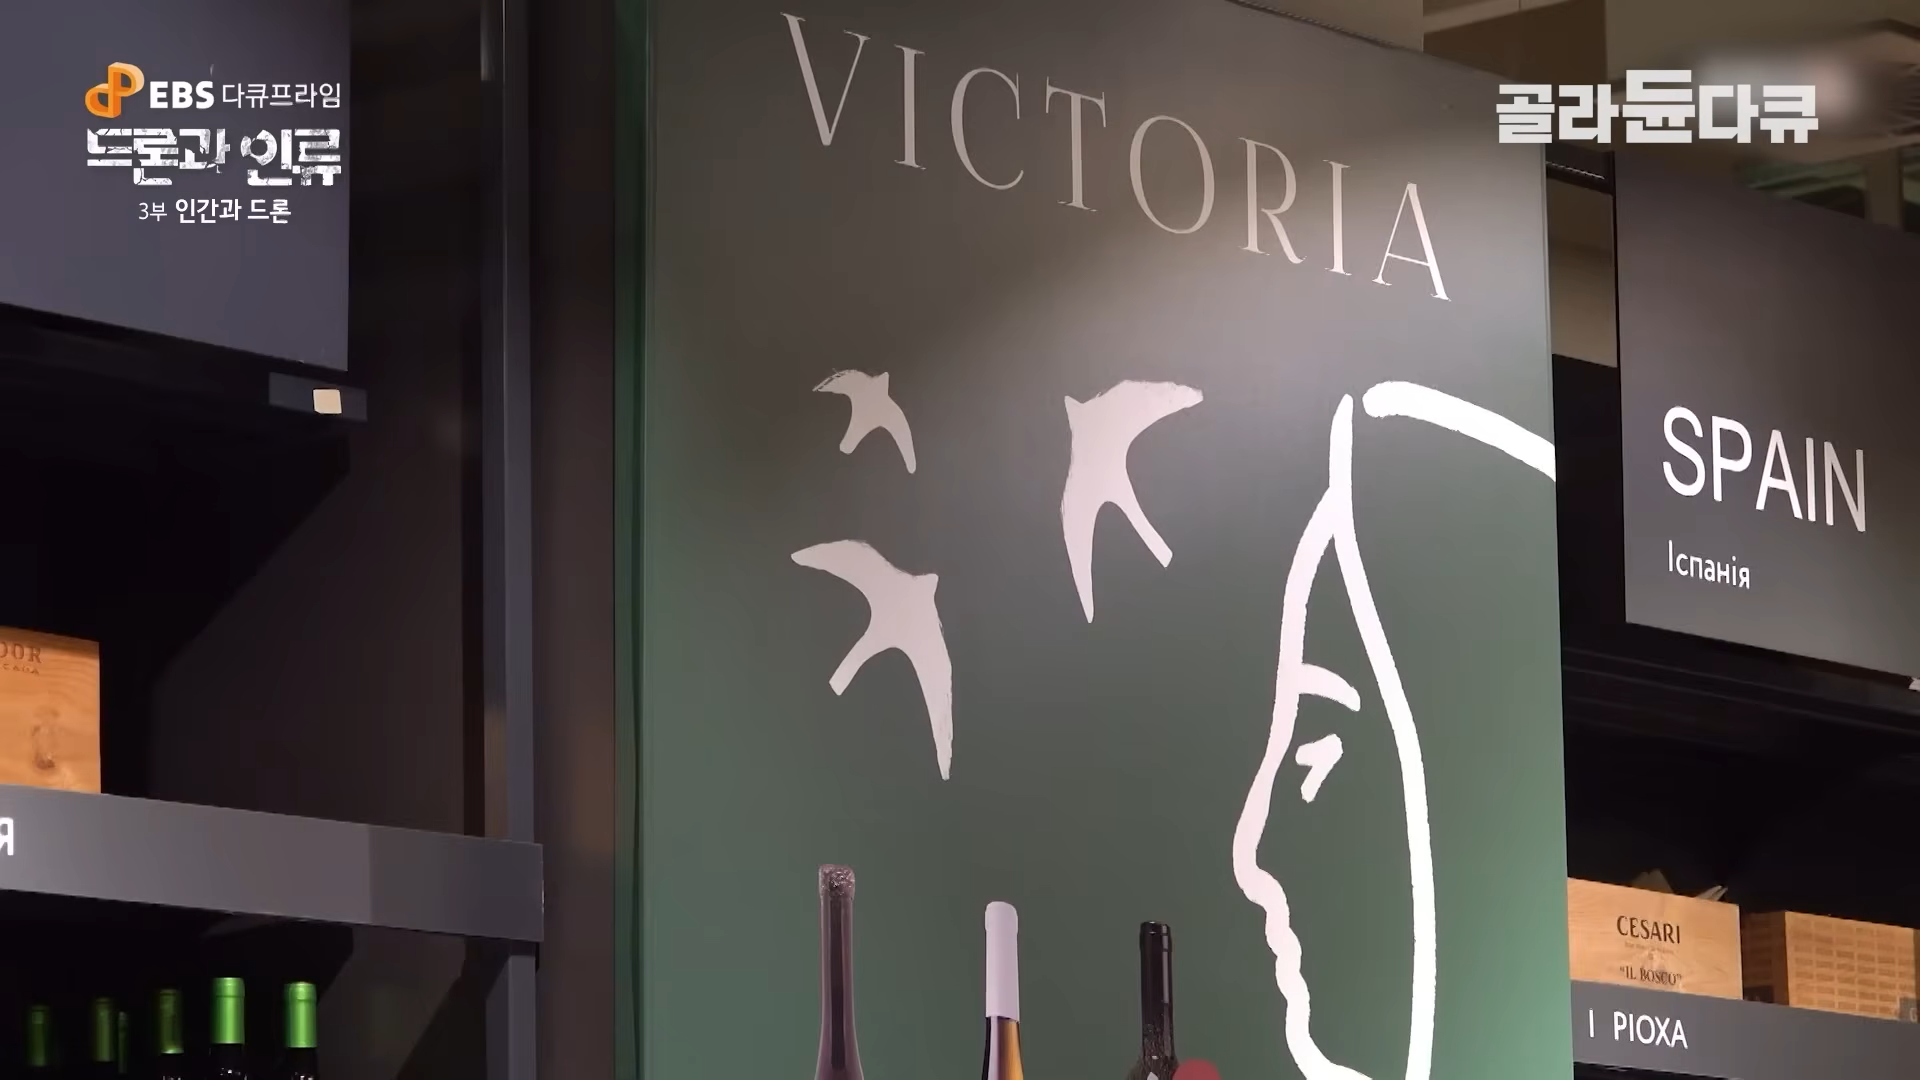 EBS 다큐프라임
드론과 인류
3부 인간과 드론
골라듄다큐
VICTORIA
SPAIN
Іспанія
CESARI
"IL BOSCO"
І РІОХА